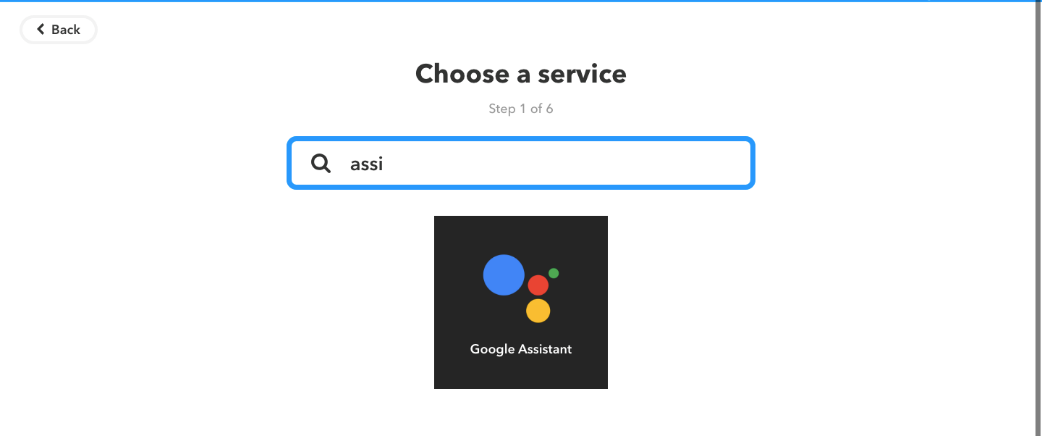 Back
Choose a service
Step 1 of 6
assi
Google Assistant